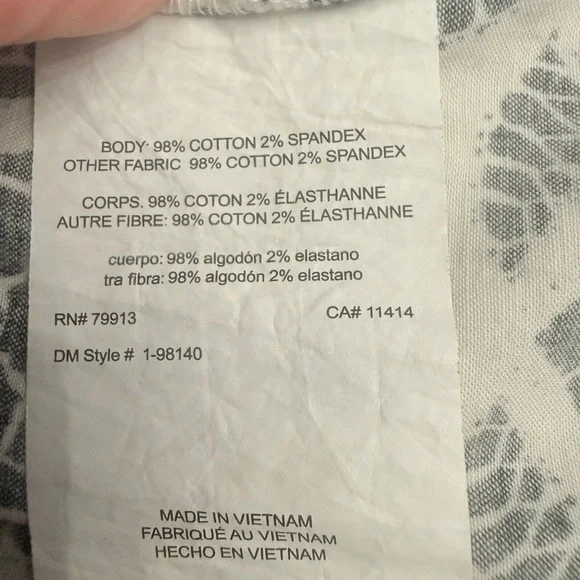 BODY· 98% COTTON 2% SPANDEX
OTHER FABRIC 98% COTTON 2% SPANDEX
CORPS. 98% COTON 2% ÉLASTHANNE
AUTRE FIBRE: 98% COTON 2% ÉLASTHANNE
cuerpo: 98% algodón 2% elastano
tra fibra: 98% algodón 2% elastano
RN# 79913 CA# 11414
DM Style # 1-98140
MADE IN VIETNAM
FABRIQUÉ AU VIETNAM
HECHO EN VIETNAM